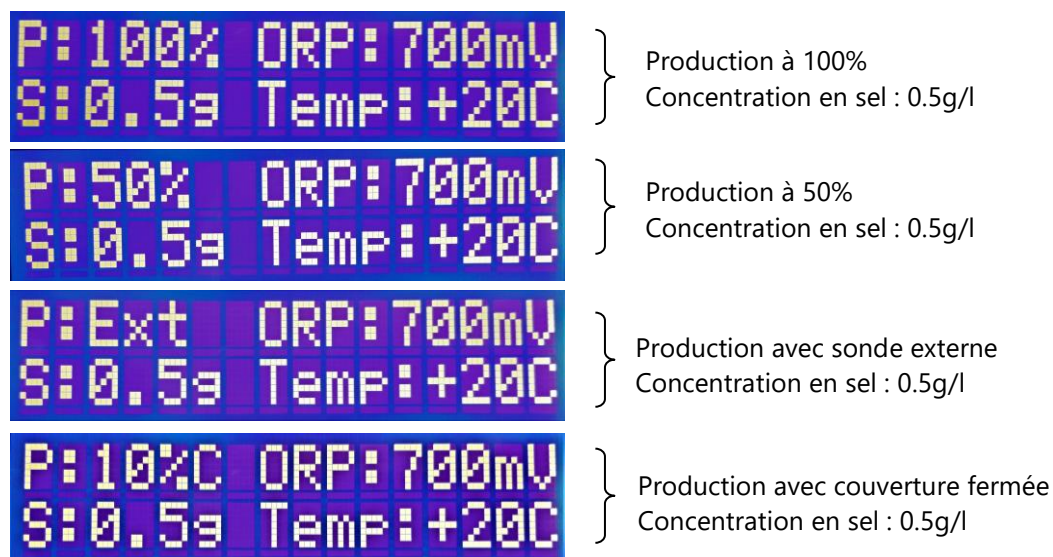 P:100% ORP:700mV
S:0.5g Temp:+20C
Production à 100%
Concentration en sel : 0.5g/l
P:50% ORP:700mV
S:0.5g Temp:+20C
Production à 50%
Concentration en sel : 0.5g/l
P:Ext ORP:700mV
S:0.5g Temp:+20C
Production avec sonde externe
Concentration en sel : 0.5g/l
P:10%C ORP:700mV
S:0.5g Temp:+20C
Production avec couverture fermée
Concentration en sel : 0.5g/l